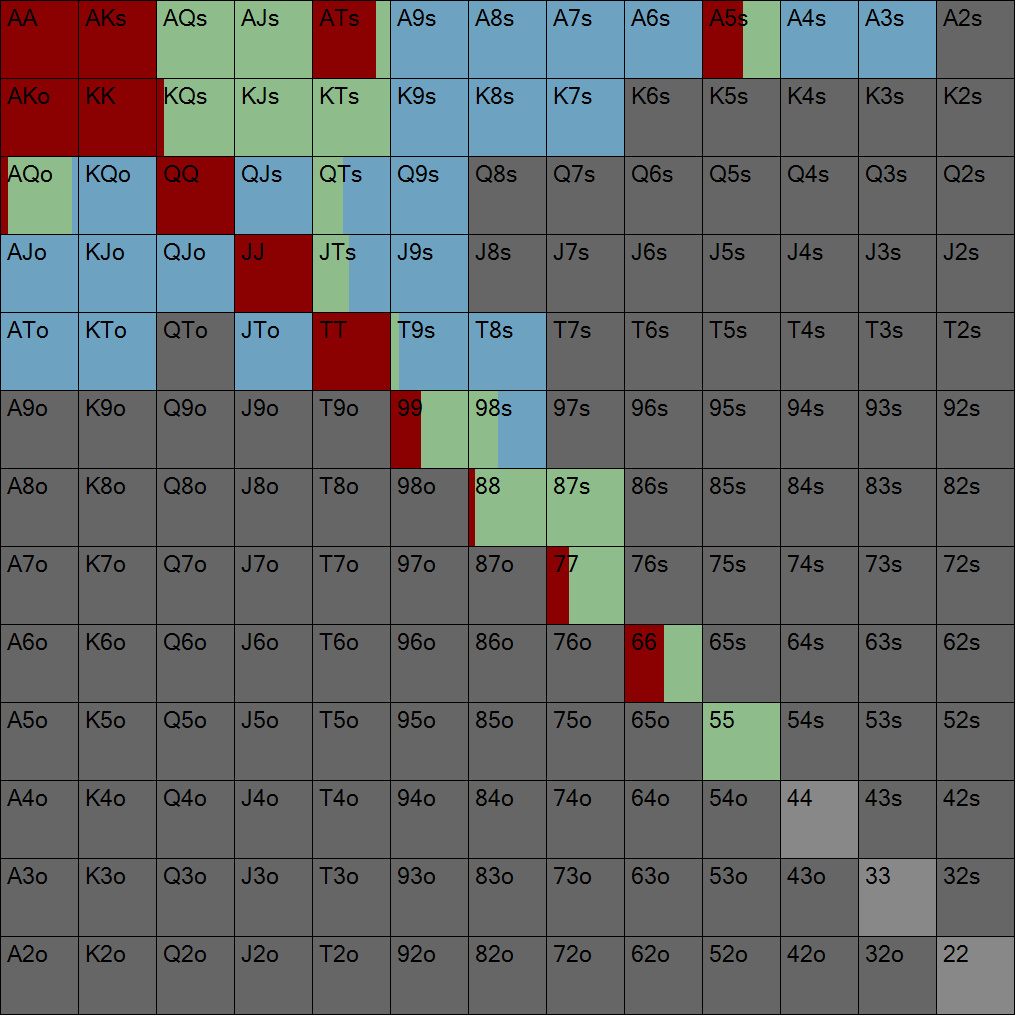 AA AKs AQs AJs ATs A9s A8s A7s A6s A5s A4s A3s A2s
AKo KK KQs KJs KTs K9s K8s K7s K6s K5s K4s K3s K2s
AQo KQo QQ QJs QTs Q9s Q8s Q7s Q6s Q5s Q4s Q3s Q2s
AJo KJo QJo JJ JTs J9s J8s J7s J6s J5s J4s J3s J2s
ATo KTo QTo JTo TT T9s T8s T7s T6s T5s T4s T3s T2s
A9o K9o Q9o J9o T9o 99 98s 97s 96s 95s 94s 93s 92s
A8o K8o Q8o J8o T8o 98o 88 87s 86s 85s 84s 83s 82s
A7o K7o Q7o J7o T7o 97o 87o 77 76s 75s 74s 73s 72s
A6o K6o Q6o J6o T6o 96o 86o 76o 66 65s 64s 63s 62s
A5o K5o Q5o J5o T5o 95o 85o 75o 65o 55 54s 53s 52s
A4o K4o Q4o J4o T4o 94o 84o 74o 64o 54o 44 43s 42s
A3o K3o Q3o J3o T3o 93o 83o 73o 63o 53o 43o 33 32s
A2o K2o Q2o J2o T2o 92o 82o 72o 62o 52o 42o 32o 22